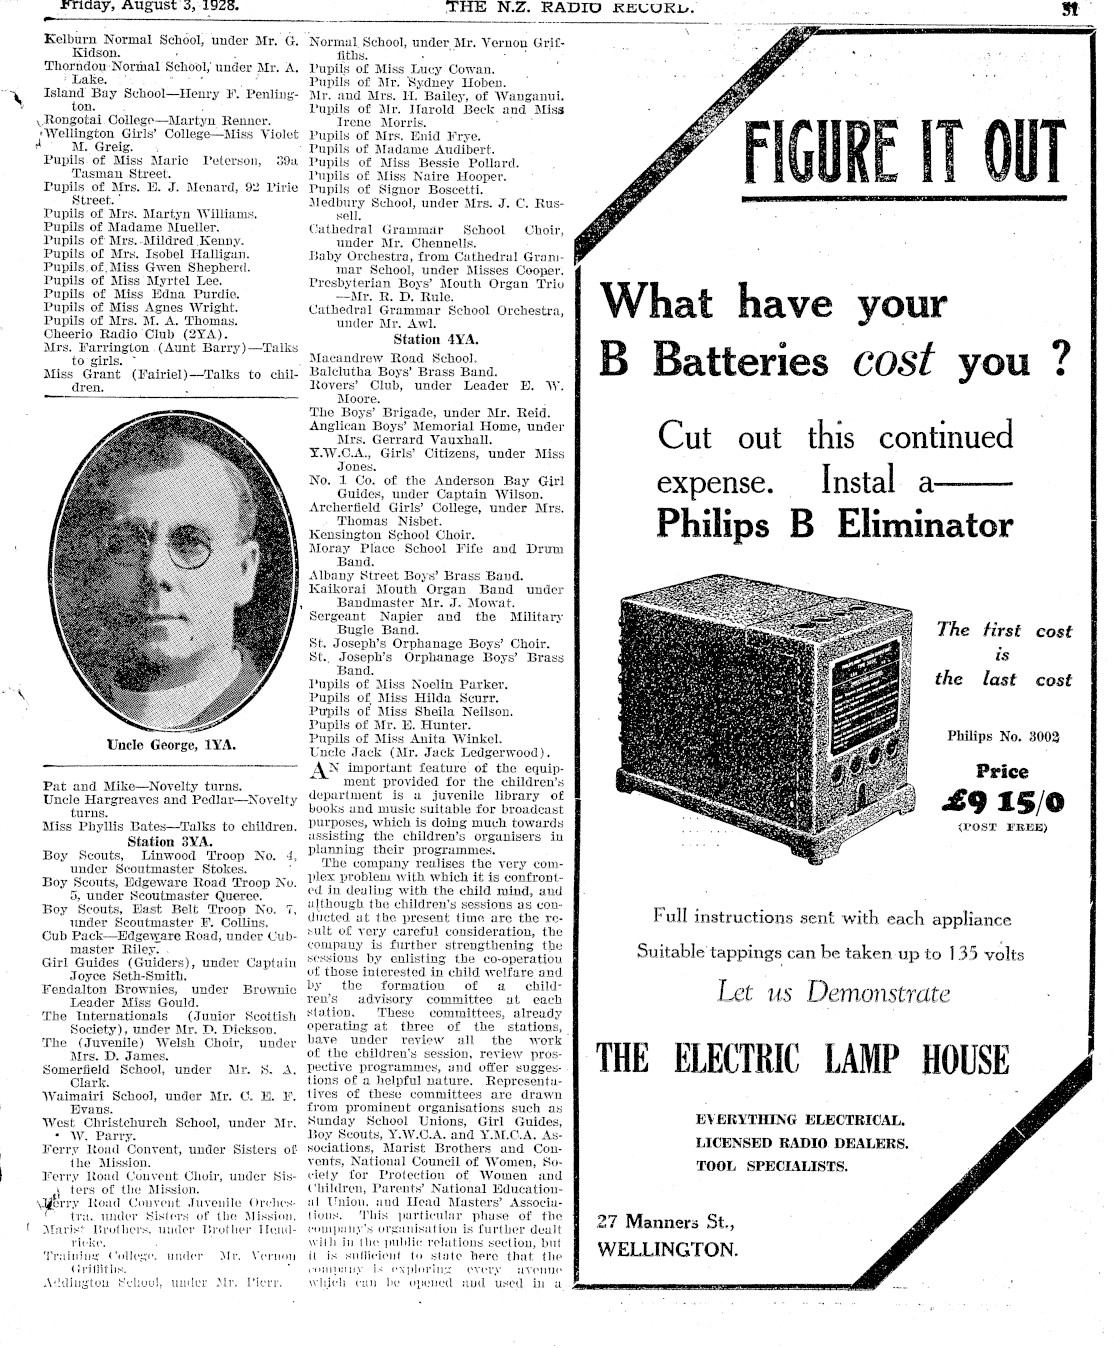 Friday, August 3, 1928.
THE N.Z. RADIO RECORD.
31
Kelburn Normal School, under Mr. G.
Kidson.
Thorndon Normal School, under Mr. A.
Lake.
Island Bay School—Henry F. Penling-
ton.
Rongotai College—Martyn Renner.
Wellington Girls' College—Miss Violet
M. Greig.
Pupils of Miss Marie Peterson, 39a
Tasman Street.
Pupils of Mrs. E. J. Menard, 92 Pirie
Street.
Pupils of Mrs. Martyn Williams.
Pupils of Madame Mueller.
Pupils of Mrs. Mildred Kenny.
Pupils of Mrs. Isobel Halligan.
Pupils of Miss Gwen Shepherd.
Pupils of Miss Myrtel Lee.
Pupils of Miss Edna Purdie.
Pupils of Miss Agnes Wright.
Pupils of Mrs. M. A. Thomas.
Cheerio Radio Club (2YA).
Mrs. Farrington (Aunt Barry)—Talks
to girls.
Miss Grant (Fairiel)—Talks to chil-
dren.
Uncle George, 1YA.
Pat and Mike—Novelty turns.
Uncle Hargreaves and Pedlar—Novelty
turns.
Miss Phyllis Bates—Talks to children.
Station 3YA.
Boy Scouts, Linwood Troop No. 4,
under Scoutmaster Stokes.
Boy Scouts, Edgeware Road Troop No.
5, under Scoutmaster Queree.
Boy Scouts, East Belt Troop No. 7,
under Scoutmaster F. Collins.
Cub Pack—Edgeware Road, under Cub-
master Riley.
Girl Guides (Guiders), under Captain
Joyce Seth-Smith.
Fendalton Brownies, under Brownie
Leader Miss Gould.
The Internationals (Junior Scottish
Society), under Mr. D. Dickson.
The (Juvenile) Welsh Choir, under
Mrs. D. James.
Somerfield School, under Mr. S. A.
Clark.
Waimairi School, under Mr. C. E. F.
Evans.
West Christchurch School, under Mr.
W. Parry.
Ferry Road Convent, under Sisters of
the Mission.
Ferry Road Convent Choir, under Sis-
ters of the Mission.
Ferry Road Convent Juvenile Orches-
tra, under Sisters of the Mission.
Marist Brothers, under Brother Hend-
ricke.
Training College, under Mr. Vernon
Griffiths.
Addington School, under Mr. Pierr.
Normal School, under Mr. Vernon Grif-
fiths.
Pupils of Miss Lucy Cowan.
Pupils of Mr. Sydney Hoben.
Mr. and Mrs. H. Bailey, of Wanganui.
Pupils of Mr. Harold Beck and Miss
Irene Morris.
Pupils of Mrs. Enid Frye.
Pupils of Madame Audibert.
Pupils of Miss Bessie Pollard.
Pupils of Miss Naire Hooper.
Pupils of Signor Boscetti.
Medbury School, under Mrs. J. C. Rus-
sell.
Cathedral Grammar School Choir,
under Mr. Chennells.
Baby Orchestra, from Cathedral Gram-
mar School, under Misses Cooper.
Presbyterian Boys' Mouth Organ Trio
—Mr. R. D. Rule.
Cathedral Grammar School Orchestra,
under Mr. Awl.
Station 4YA.
Macandrew Road School.
Balclutha Boys' Brass Band.
Rovers' Club, under Leader E. W.
Moore.
The Boys' Brigade, under Mr. Reid.
Anglican Boys' Memorial Home, under
Mrs. Gerrard Vauxhall.
Y.W.C.A., Girls' Citizens, under Miss
Jones.
No. 1 Co. of the Anderson Bay Girl
Guides, under Captain Wilson.
Archerfield Girls' College, under Mrs.
Thomas Nisbet.
Kensington School Choir.
Moray Place School Fife and Drum
Band.
Albany Street Boys' Brass Band.
Kaikorai Mouth Organ Band under
Bandmaster Mr. J. Mowat.
Sergeant Napier and the Military
Bugle Band.
St. Joseph's Orphanage Boys' Choir.
St. Joseph's Orphanage Boys' Brass
Band.
Pupils of Miss Noelin Parker.
Pupils of Miss Hilda Scurr.
Pupils of Miss Sheila Neilson.
Pupils of Mr. E. Hunter.
Pupils of Miss Anita Winkel.
Uncle Jack (Mr. Jack Ledgerwood).
AN important feature of the equip-
ment provided for the children's
department is a juvenile library of
books and music suitable for broadcast
purposes, which is doing much towards
assisting the children's organisers in
planning their programmes.
The company realises the very com-
plex problem with which it is confront-
ed in dealing with the child mind, and
although the children's sessions as con-
ducted at the present time are the re-
sult of very careful consideration, the
company is further strengthening the
sessions by enlisting the co-operation
of those interested in child welfare and
by the formation of a child-
ren's advisory committee at each
station. These committees, already
operating at three of the stations,
have under review all the work
of the children's session, review pros-
pective programmes, and offer sugges-
tions of a helpful nature. Representa-
tives of these committees are drawn
from prominent organisations such as
Sunday School Unions, Girl Guides,
Boy Scouts, Y.W.C.A. and Y.M.C.A. As-
sociations, Marist Brothers and Con-
vents, National Council of Women, So-
ciety for Protection of Women and
Children, Parents' National Education-
al Union, and Head Masters' Associa-
tions. This particular phase of the
company's organisation is further dealt
with in the public relations section, but
it is sufficient to state here that the
company is exploring every avenue
which can be opened and used in a
FIGURE IT OUT
What have your
B Batteries cost you ?
Cut out this continued
expense. Instal a—
Philips B Eliminator
The first cost
is
the last cost
Philips No. 3002
Price
£9 15/0
(POST FREE)
Full instructions sent with each appliance
Suitable tappings can be taken up to 135 volts
Let us Demonstrate
THE ELECTRIC LAMP HOUSE
EVERYTHING ELECTRICAL.
LICENSED RADIO DEALERS.
TOOL SPECIALISTS.
27 Manners St.,
WELLINGTON.